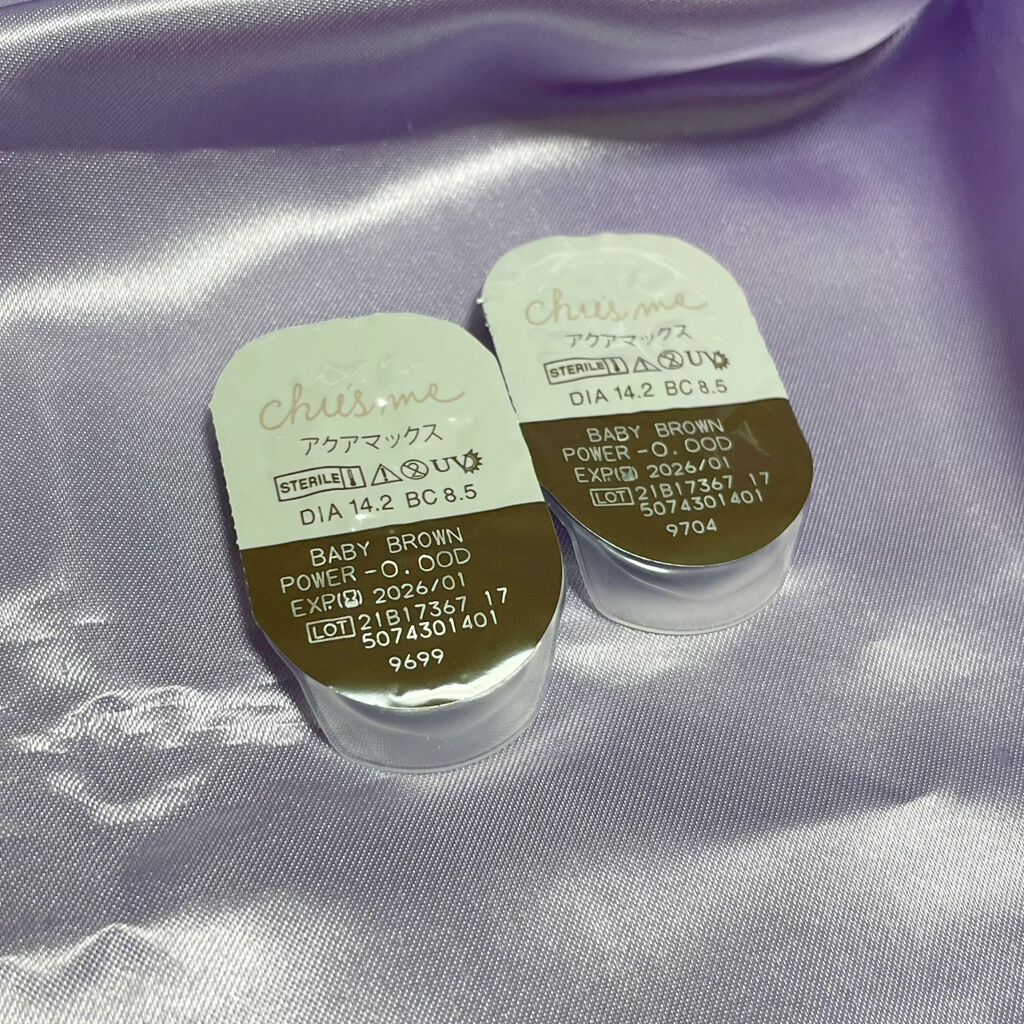 chu's me
アクアマックス
STERILE UV
DIA 14.2 BC 8.5
BABY BROWN
POWER -0.00D
EXP. 2026/01
LOT 21B17367 17
5074301401
9699
chu's me
アクアマックス
STERILE UV
DIA 14.2 BC 8.5
BABY BROWN
POWER -0.00D
EXP. 2026/01
LOT 21B17367 17
5074301401
9704